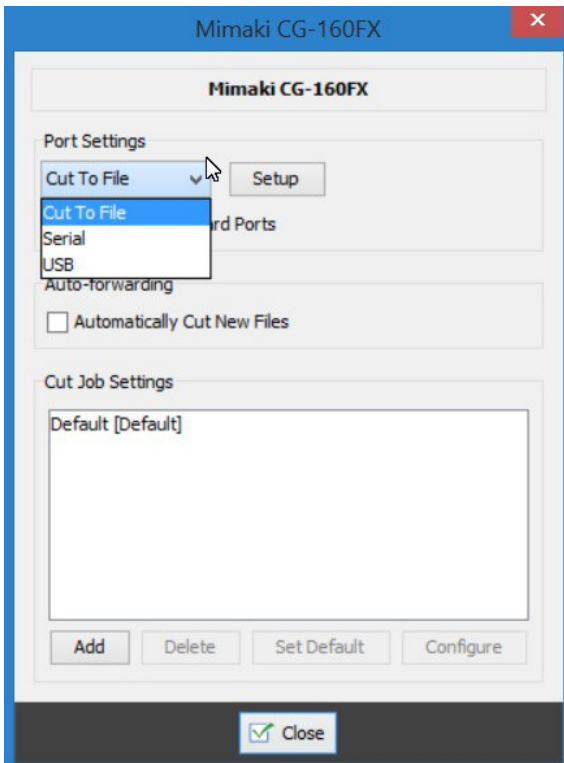 Mimaki CG-160FX
Mimaki CG-160FX
Port Settings
Cut To File
Setup
Cut To File
Serial
rd Ports
USB
Auto-forwarding
Automatically Cut New Files
Cut Job Settings
Default [Default]
Add Delete Set Default Configure
Close